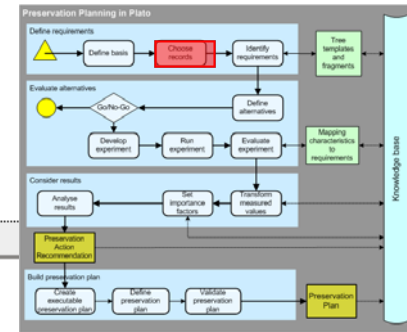 Preservation Planning in Plato
Define requirements
Define basis
Choose
records
Identify
requirements
Tree
templates
and
fragments
Evaluate alternatives
Go/No-Go
Define
alternatives
Develop
experiment
Run
experiment
Evaluate
experiment
Mapping
characteristics
to
requirements
Knowledge base
Consider results
Analyse
results
Set
importance
factors
Transform
measured
values
Preservation
Action
Recommendation
Build preservation plan
Create
executable
preservation plan
Define
preservation
plan
Validate
preservation
plan
Preservation
Plan